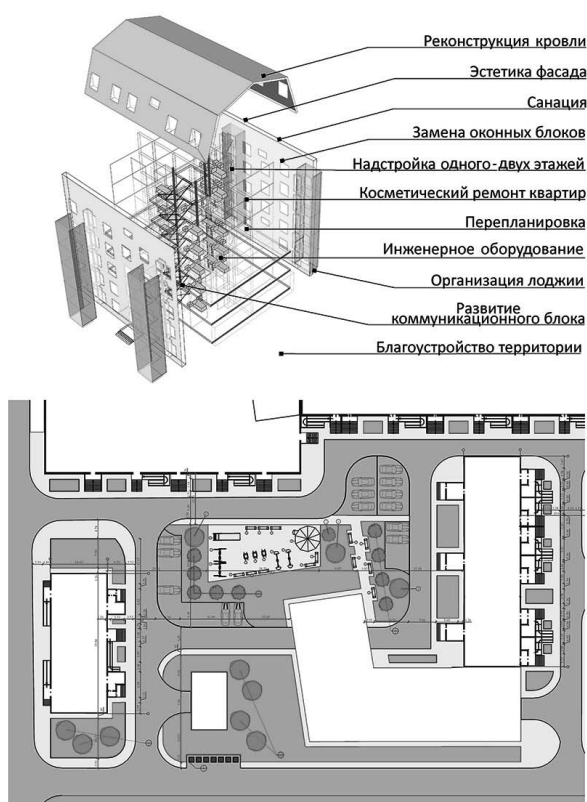 Реконструкция кровли
Эстетика фасада
Санация
Замена оконных блоков
Надстройка одного-двух этажей
Косметический ремонт квартир
Перепланировка
Инженерное оборудование
Организация лоджии
Развитие
коммуникационного блока
Благоустройство территории